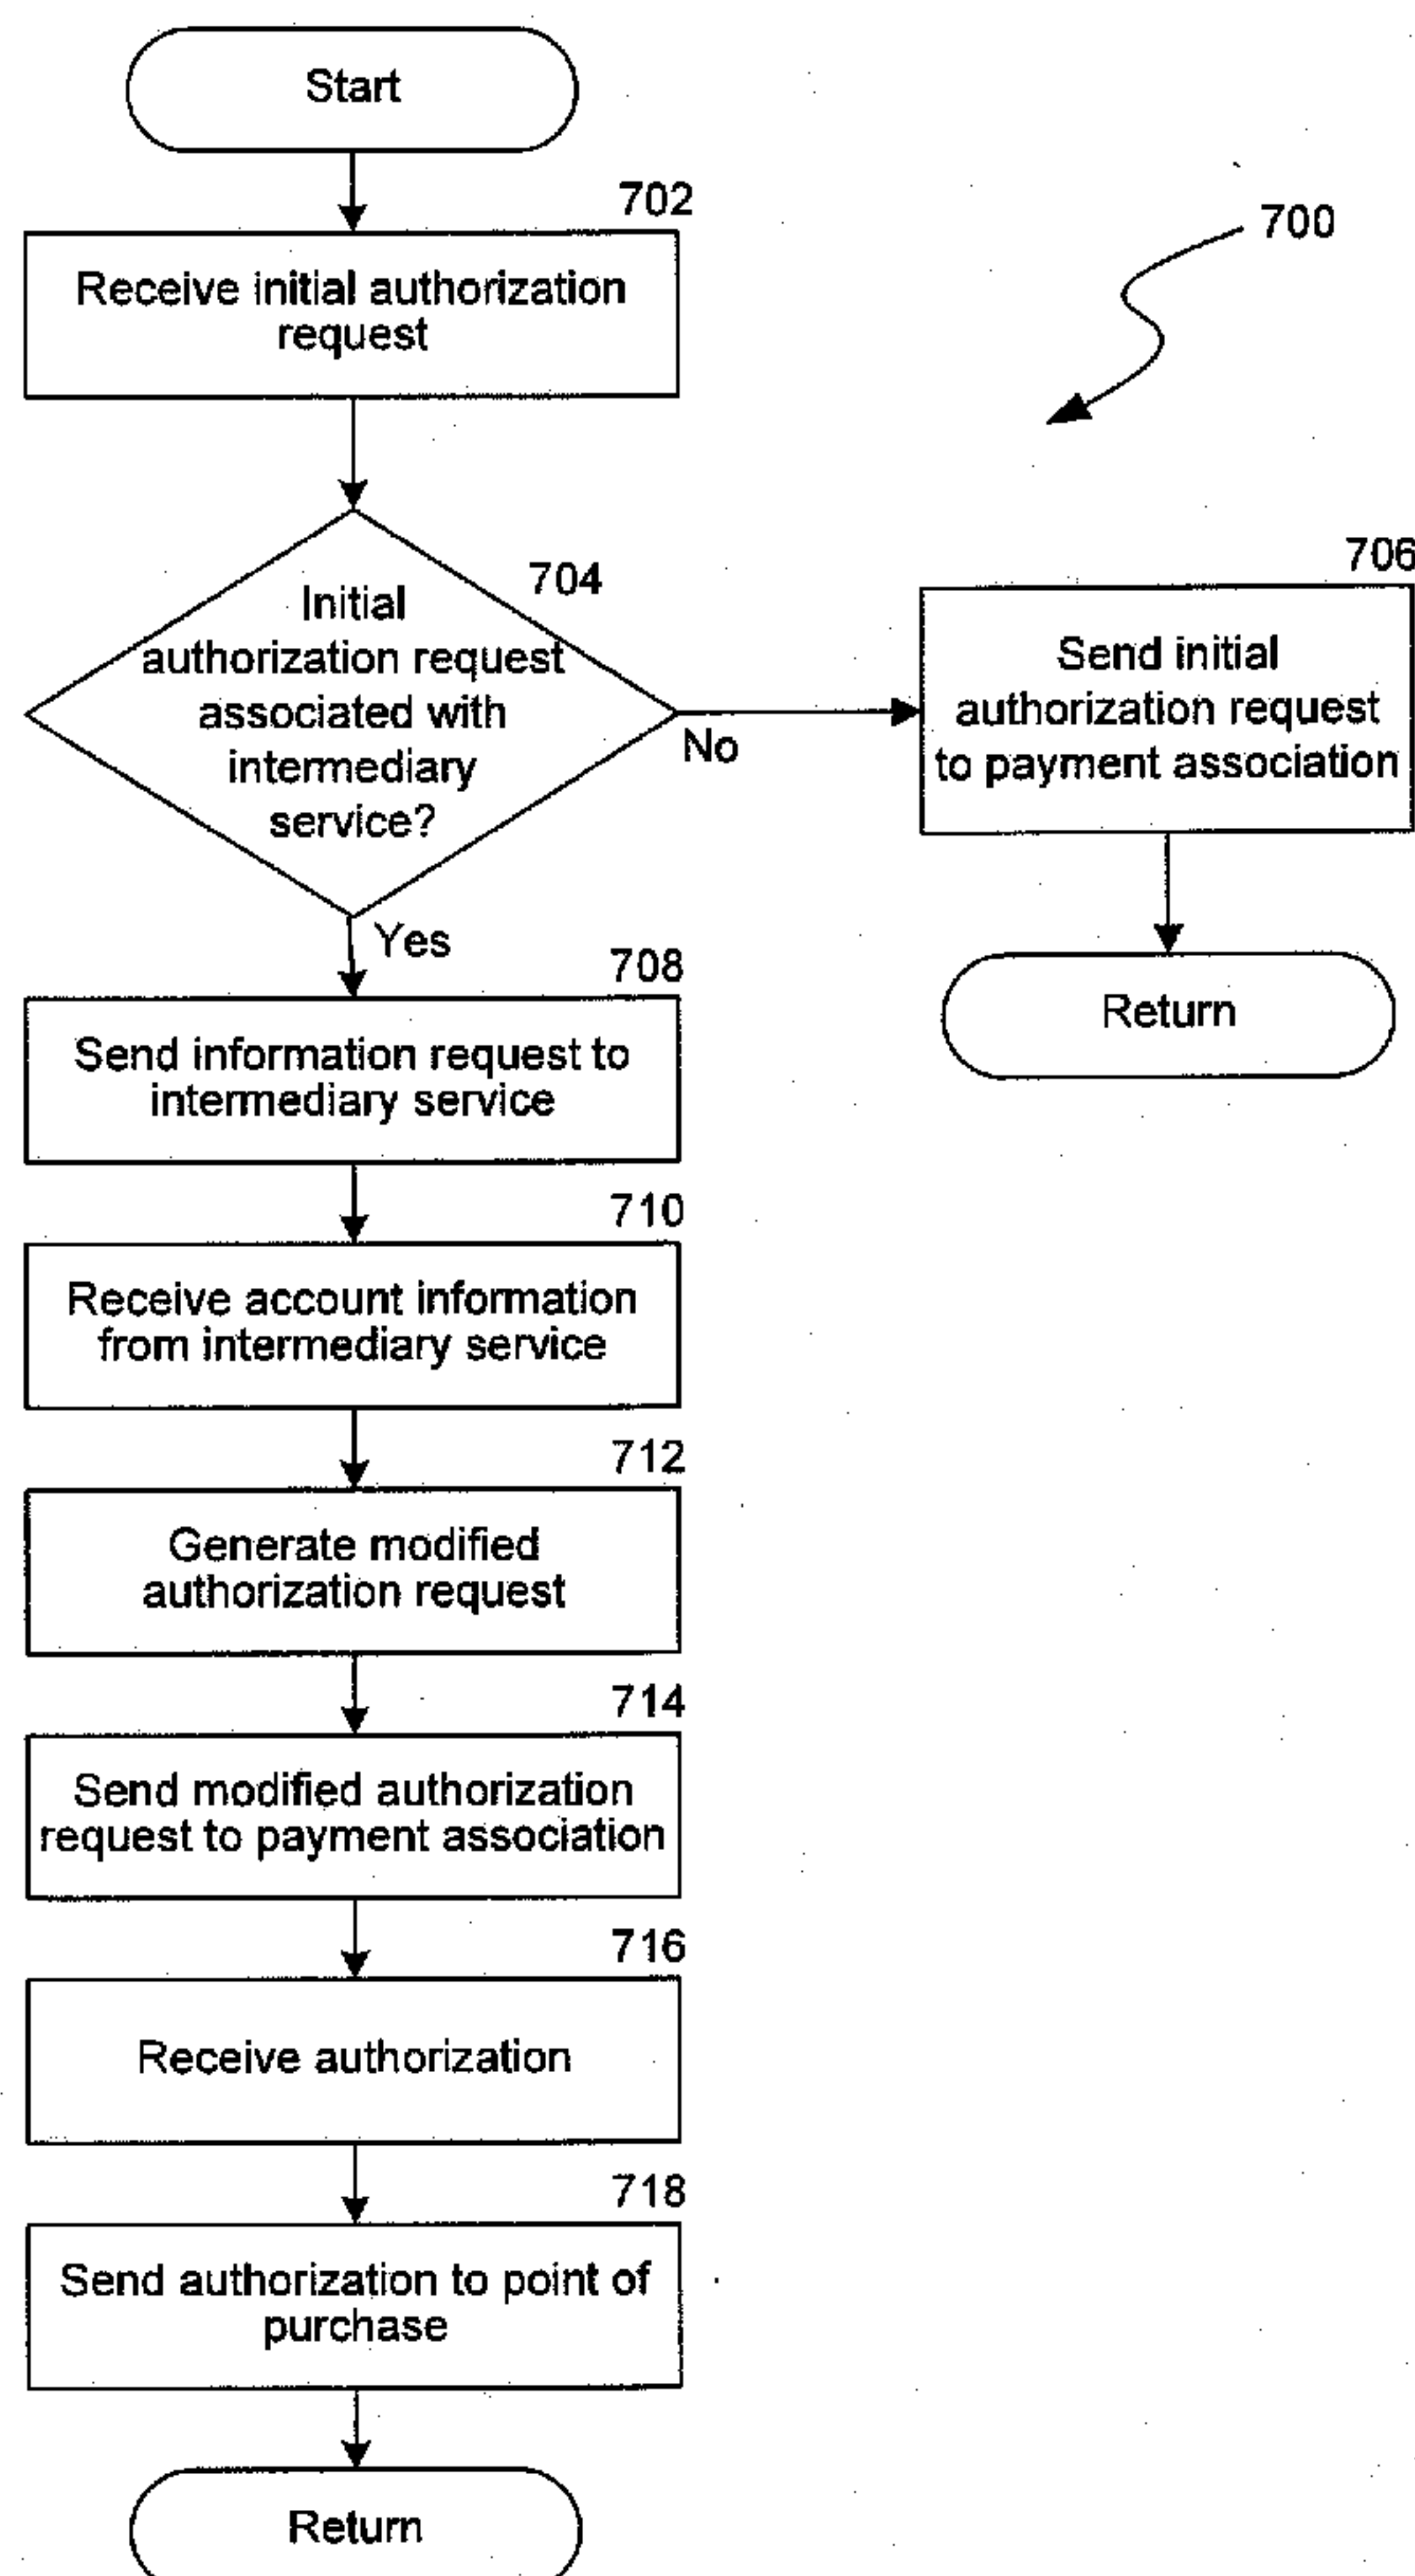 Start
702
Receive initial authorization
request
700
704
Initial
authorization request
associated with
intermediary
service?
No
706
Send initial
authorization request
to payment association
Return
Yes
708
Send information request to
intermediary service
710
Receive account information
from intermediary service
712
Generate modified
authorization request
714
Send modified authorization
request to payment association
716
Receive authorization
718
Send authorization to point of
purchase
Return